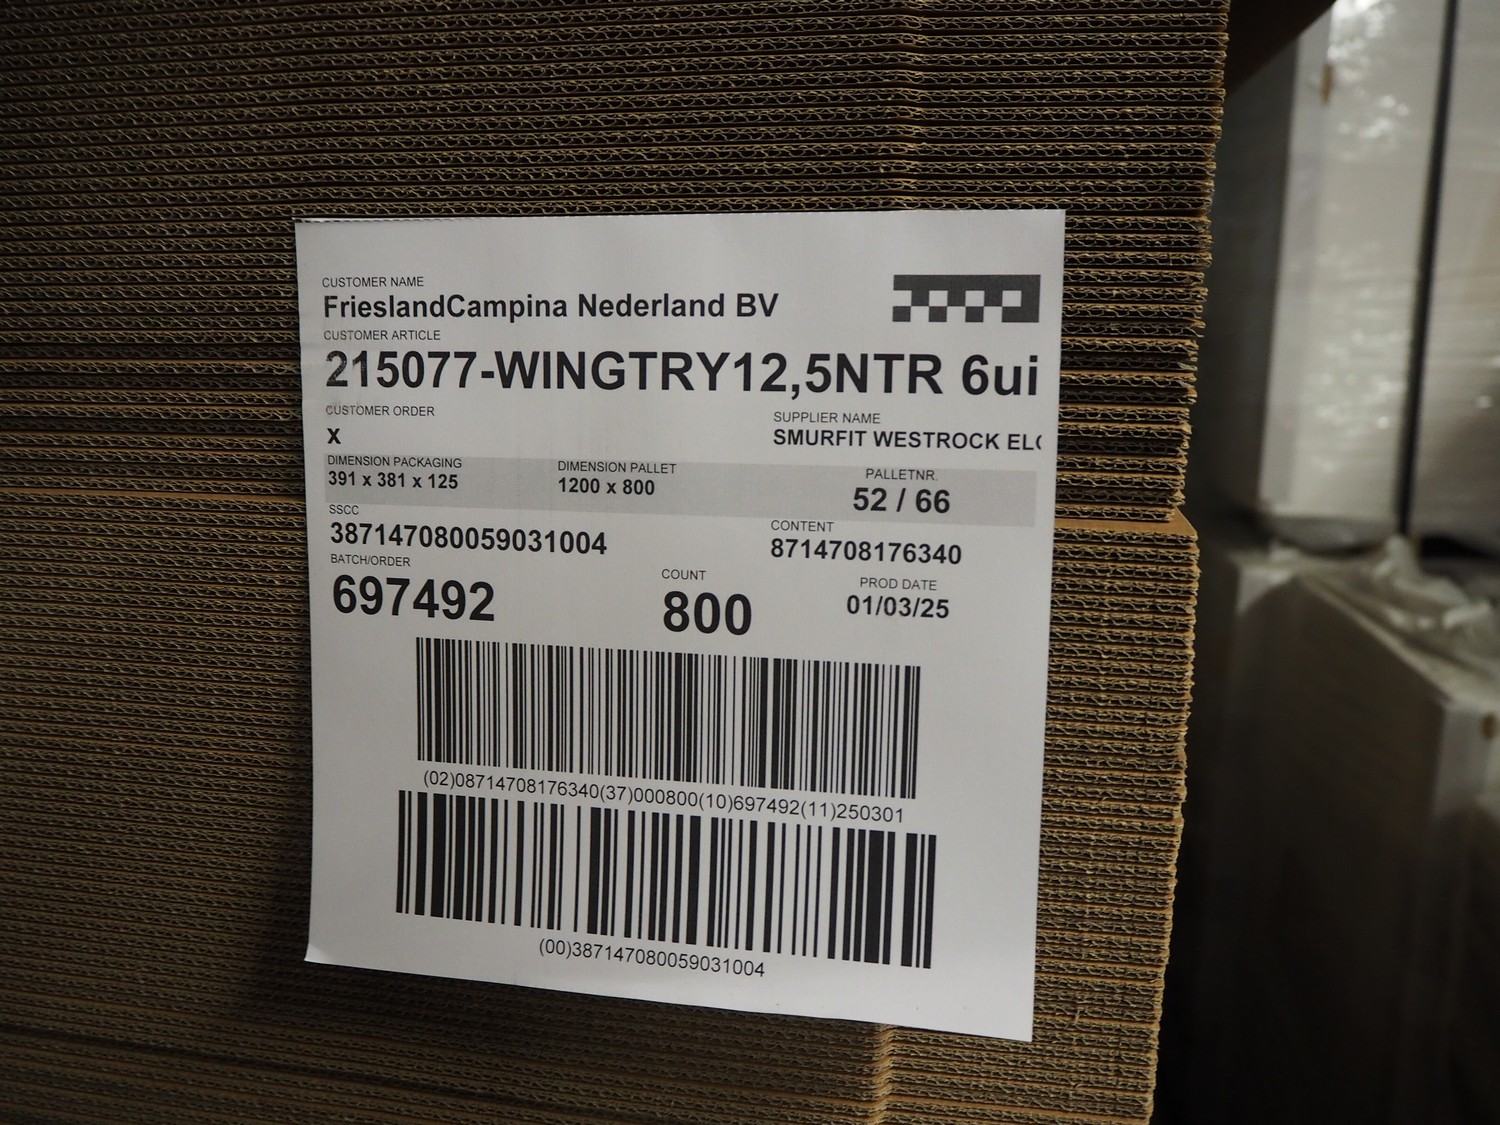 CUSTOMER NAME
FrieslandCampina Nederland BV
CUSTOMER ARTICLE
215077-WINGTRY12,5NTR 6ui
CUSTOMER ORDER
X
SUPPLIER NAME
SMURFIT WESTROCK ELC
DIMENSION PACKAGING
391 x 381 x 125
DIMENSION PALLET
1200 x 800
PALLETNR.
52 / 66
SSCC
387147080059031004
CONTENT
8714708176340
BATCH/ORDER
697492
COUNT
800
PROD DATE
01/03/25
(02)08714708176340(37)000800(10)697492(11)250301
(00)387147080059031004